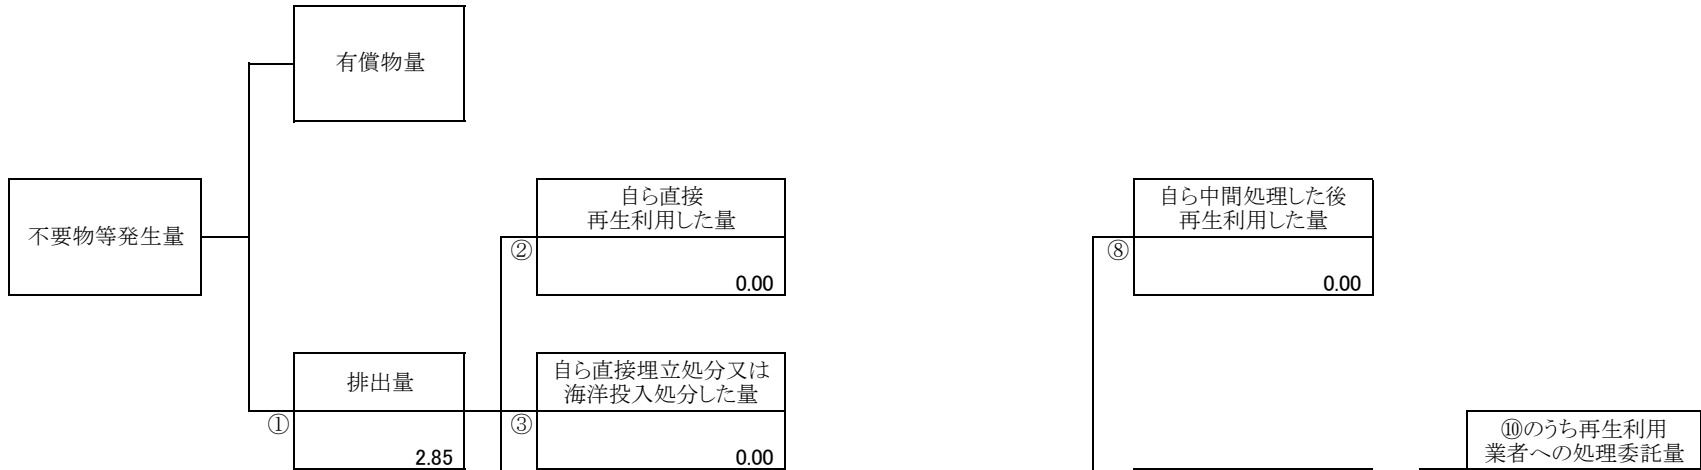 有償物量
不要物等発生量
自ら直接
再生利用した量
②
0.00
自ら中間処理した後
再生利用した量
⑧
0.00
排出量
①
2.85
自ら直接埋立処分又は
海洋投入処分した量
③
0.00
⑩のうち再生利用
業者への処理委託量